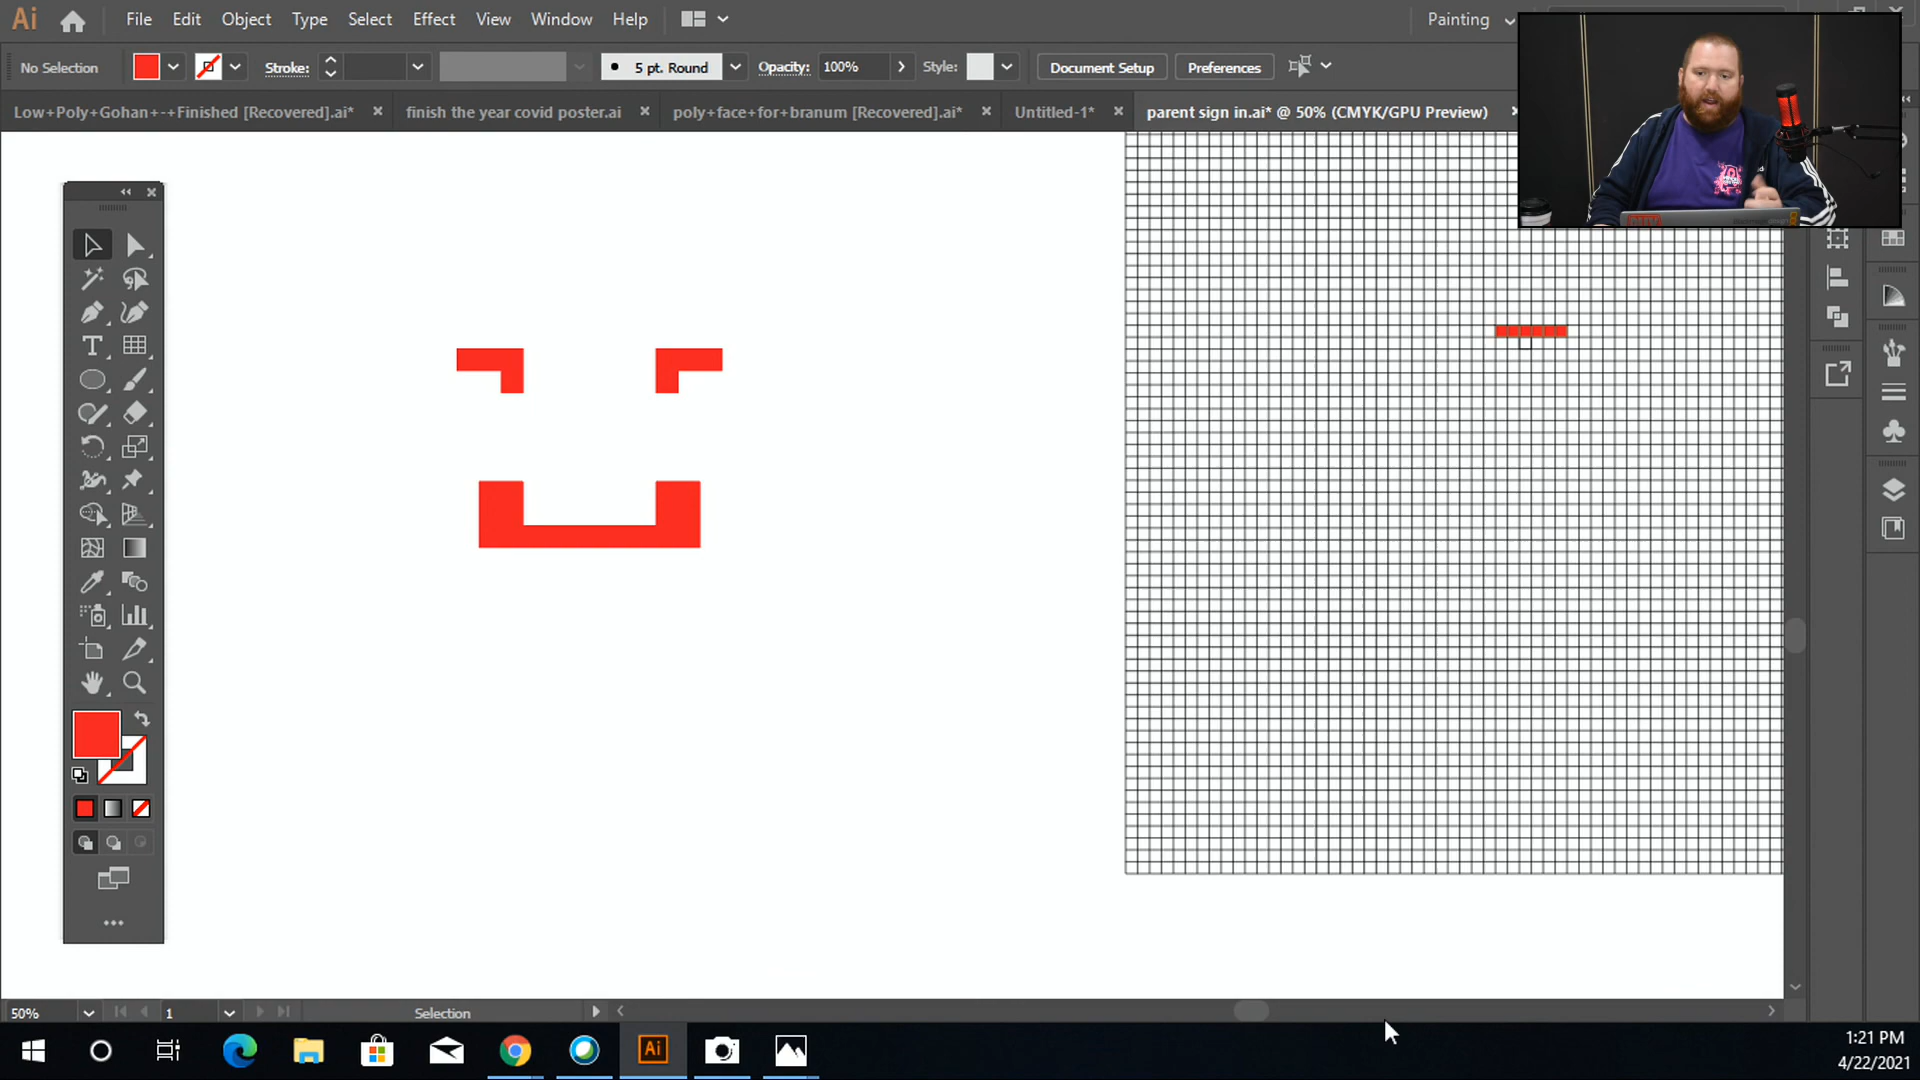 Ai File Edit Object Type Select Effect View Window Help Painting
No Selection Stroke: 5 pt. Round Opacity: 100% Style: Document Setup Preferences
Low+Poly+Gohan+-+Finished [Recovered].ai* finish the year covid poster.ai poly+face+for+branum [Recovered].ai* Untitled-1* parent sign in.ai* @ 50% (CMYK/GPU Preview)
50% 1 Selection
Ai
1:21 PM
4/22/2021